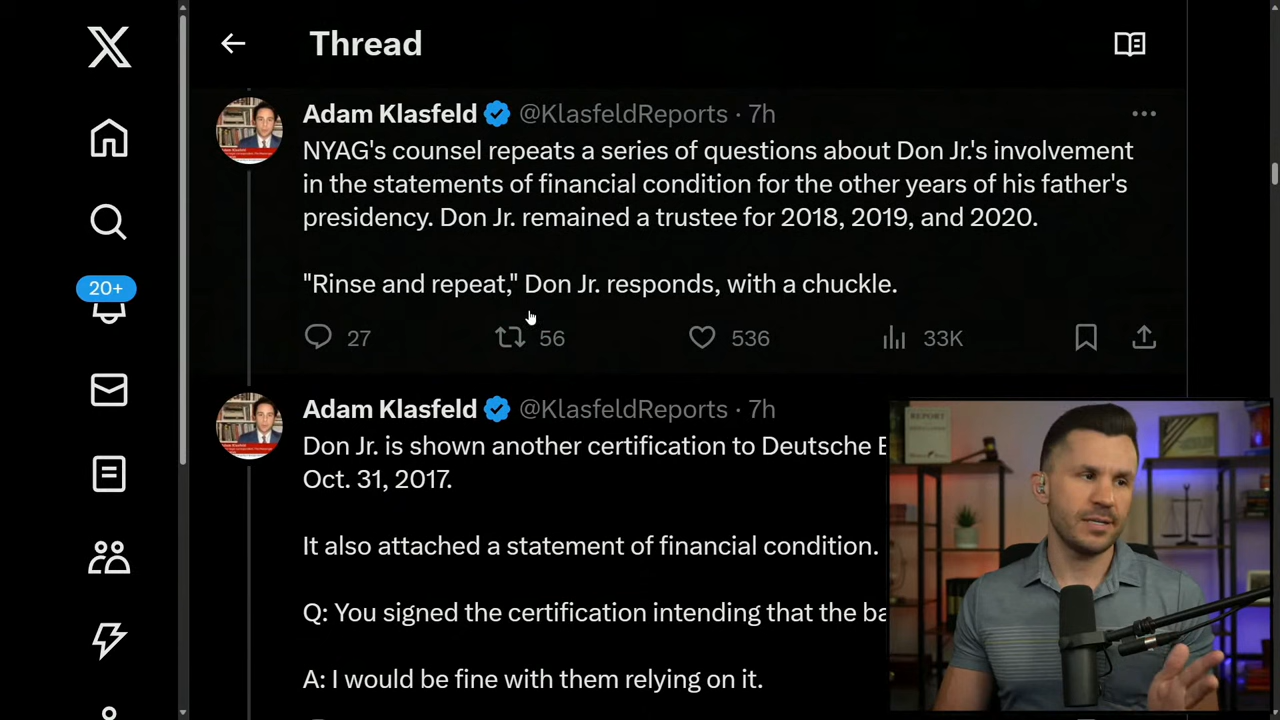 Thread
Adam Klasfeld @KlasfeldReports · 7h
NYAG's counsel repeats a series of questions about Don Jr.'s involvement
in the statements of financial condition for the other years of his father's
presidency. Don Jr. remained a trustee for 2018, 2019, and 2020.
"Rinse and repeat," Don Jr. responds, with a chuckle.
20+
27 56 536 33K
Adam Klasfeld @KlasfeldReports · 7h
Don Jr. is shown another certification to Deutsche
Oct. 31, 2017.
It also attached a statement of financial condition.
Q: You signed the certification intending that the
A: I would be fine with them relying on it.
REPORT